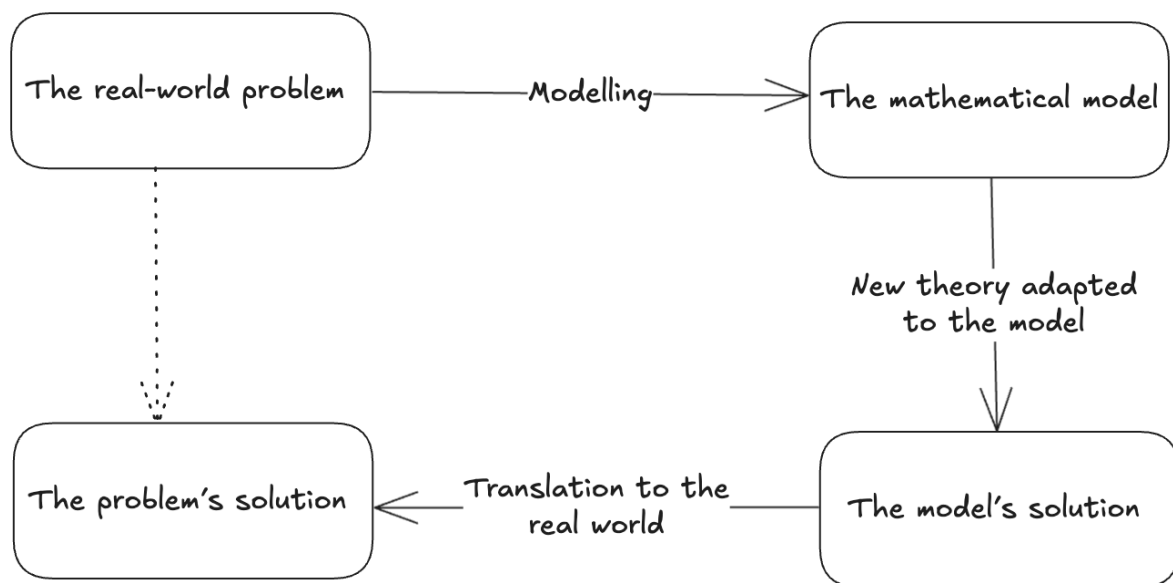 The real-world problem
Modelling
The mathematical model
New theory adapted
to the model
The problem's solution
Translation to the
real world
The model's solution